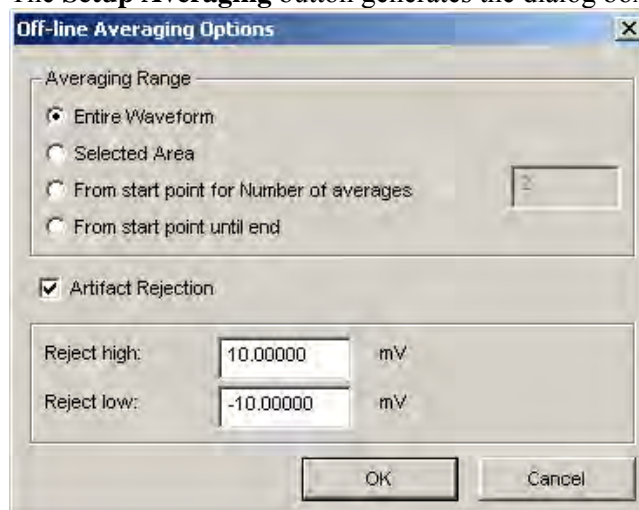 The Setup Averaging button generates the dialog bo
Off-line Averaging Options
Averaging Range
Entire Waveform
Selected Area
From start point for Number of averages 2
From start point until end
Artifact Rejection
Reject high: 10.00000 mV
Reject low: -10.00000 mV
OK Cancel